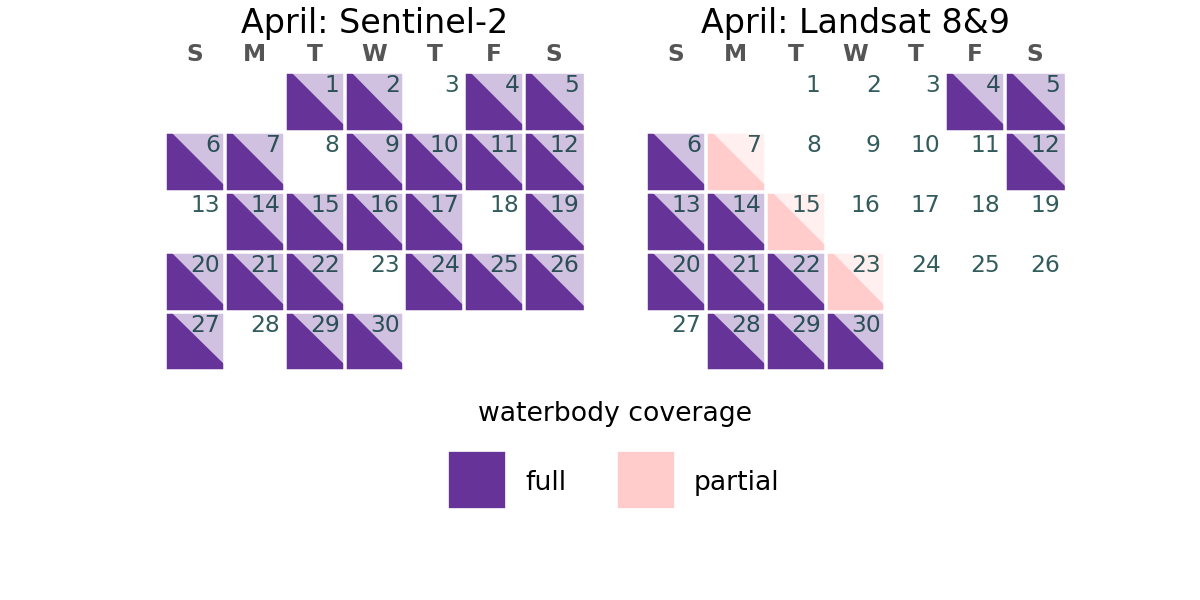 April: Sentinel-2
S M T W T F S
1 2 3 4 5
6 7 8 9 10 11 12
13 14 15 16 17 18 19
20 21 22 23 24 25 26
27 28 29 30
April: Landsat 8&9
S M T W T F S
1 2 3 4 5
6 7 8 9 10 11 12
13 14 15 16 17 18 19
20 21 22 23 24 25 26
27 28 29 30
waterbody coverage
full partial